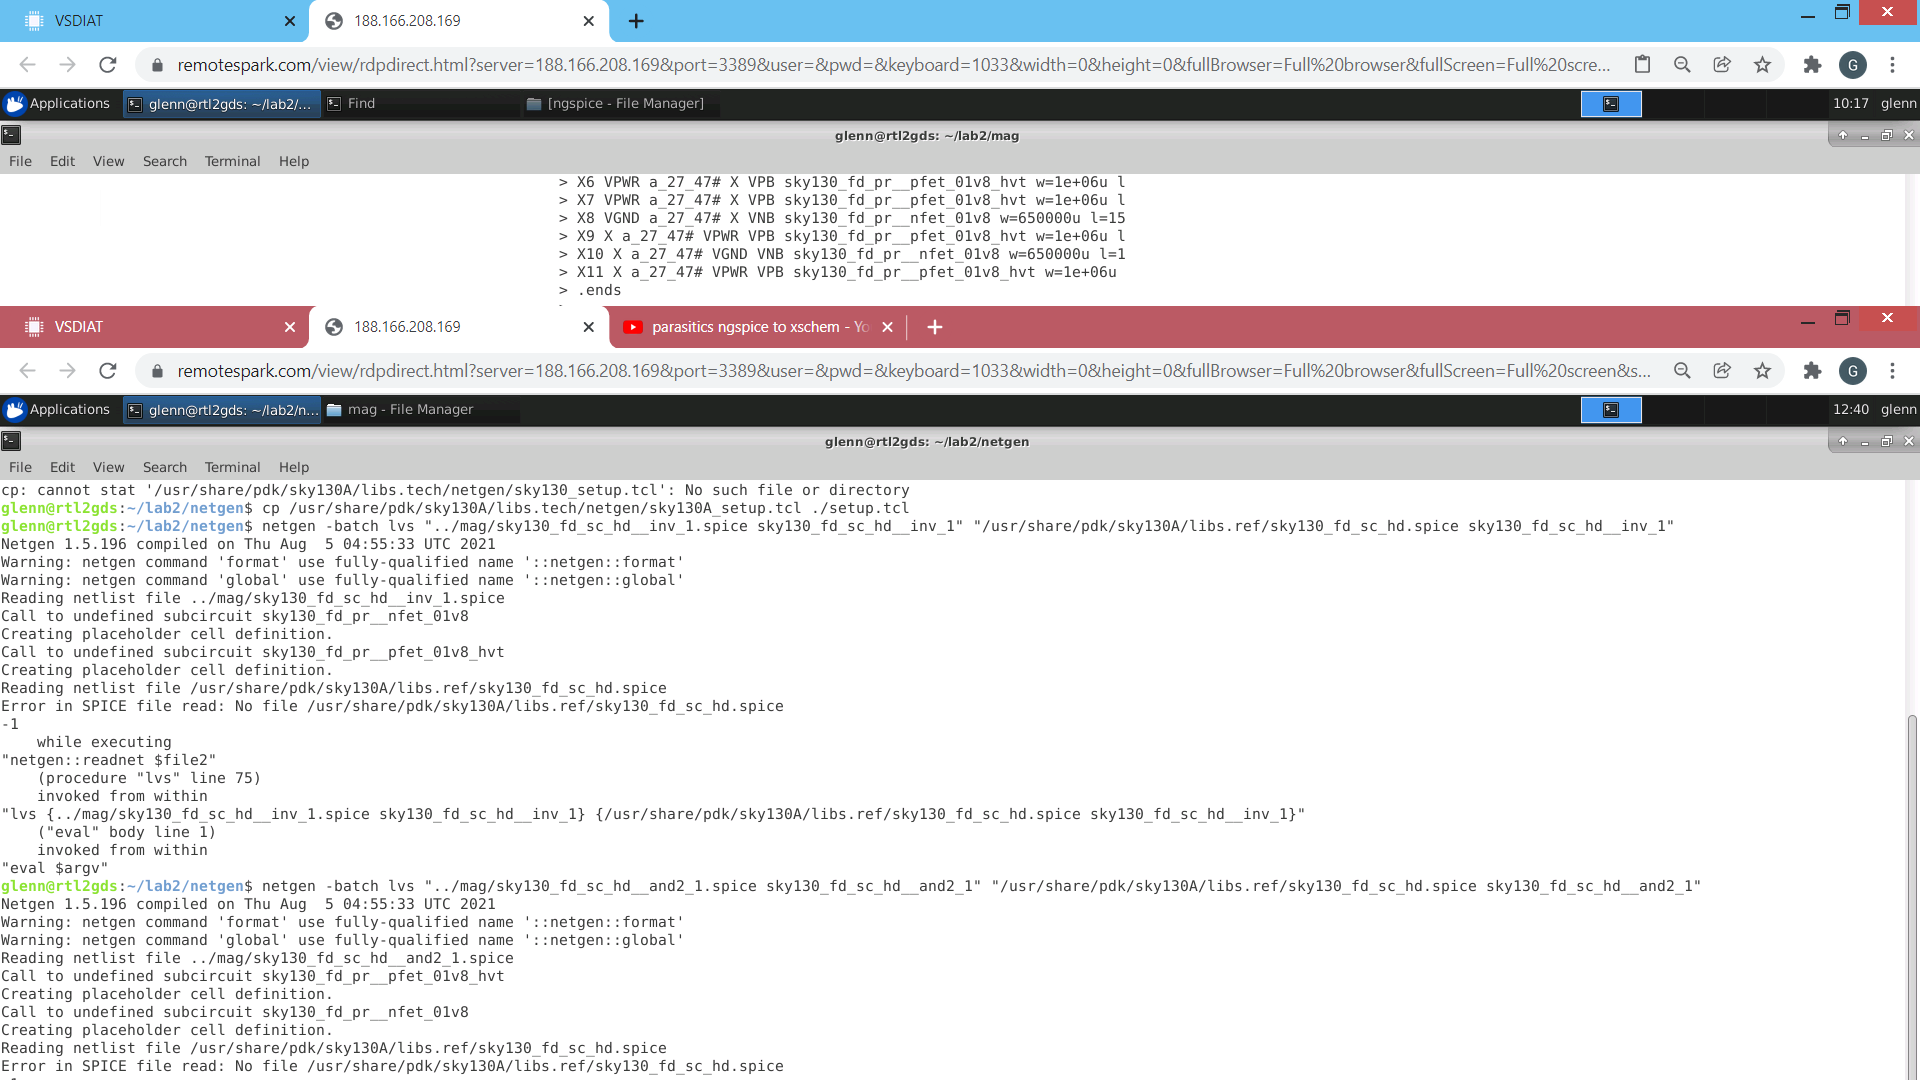 VSDIAT
188.166.208.169
remotespark.com/view/rdpdirect.html?server=188.166.208.169&port=3389&user=&pwd=&keyboard=1033&width=0&height=0&fullBrowser=Full%20browser&fullScreen=Full%20scre...
G
Applications glenn@rtl2gds: ~/lab2/... Find [ngspice - File Manager] 10:17 glenn
glenn@rtl2gds: ~/lab2/mag
File Edit View Search Terminal Help
> X6 VPWR a_27_47# X VPB sky130_fd_pr__pfet_01v8_hvt w=1e+06u l
> X7 VPWR a_27_47# X VPB sky130_fd_pr__pfet_01v8_hvt w=1e+06u l
> X8 VGND a_27_47# X VNB sky130_fd_pr__nfet_01v8 w=650000u l=15
> X9 X a_27_47# VPWR VPB sky130_fd_pr__pfet_01v8_hvt w=1e+06u l
> X10 X a_27_47# VGND VNB sky130_fd_pr__nfet_01v8 w=650000u l=1
> X11 X a_27_47# VPWR VPB sky130_fd_pr__pfet_01v8_hvt w=1e+06u
> .ends
VSDIAT
188.166.208.169
parasitics ngspice to xschem - Yo
remotespark.com/view/rdpdirect.html?server=188.166.208.169&port=3389&user=&pwd=&keyboard=1033&width=0&height=0&fullBrowser=Full%20browser&fullScreen=Full%20screen&s...
G
Applications glenn@rtl2gds: ~/lab2/n... mag - File Manager 12:40 glenn
glenn@rtl2gds: ~/lab2/netgen
File Edit View Search Terminal Help
cp: cannot stat '/usr/share/pdk/sky130A/libs.tech/netgen/sky130_setup.tcl': No such file or directory
glenn@rtl2gds:~/lab2/netgen$ cp /usr/share/pdk/sky130A/libs.tech/netgen/sky130A_setup.tcl ./setup.tcl
glenn@rtl2gds:~/lab2/netgen$ netgen -batch lvs "../mag/sky130_fd_sc_hd__inv_1.spice sky130_fd_sc_hd__inv_1" "/usr/share/pdk/sky130A/libs.ref/sky130_fd_sc_hd.spice sky130_fd_sc_hd__inv_1"
Netgen 1.5.196 compiled on Thu Aug  5 04:55:33 UTC 2021
Warning: netgen command 'format' use fully-qualified name '::netgen::format'
Warning: netgen command 'global' use fully-qualified name '::netgen::global'
Reading netlist file ../mag/sky130_fd_sc_hd__inv_1.spice
Call to undefined subcircuit sky130_fd_pr__nfet_01v8
Creating placeholder cell definition.
Call to undefined subcircuit sky130_fd_pr__pfet_01v8_hvt
Creating placeholder cell definition.
Reading netlist file /usr/share/pdk/sky130A/libs.ref/sky130_fd_sc_hd.spice
Error in SPICE file read: No file /usr/share/pdk/sky130A/libs.ref/sky130_fd_sc_hd.spice
-1
while executing
"netgen::readnet $file2"
(procedure "lvs" line 75)
invoked from within
"lvs {../mag/sky130_fd_sc_hd__inv_1.spice sky130_fd_sc_hd__inv_1} {/usr/share/pdk/sky130A/libs.ref/sky130_fd_sc_hd.spice sky130_fd_sc_hd__inv_1}"
("eval" body line 1)
invoked from within
"eval $argv"
glenn@rtl2gds:~/lab2/netgen$ netgen -batch lvs "../mag/sky130_fd_sc_hd__and2_1.spice sky130_fd_sc_hd__and2_1" "/usr/share/pdk/sky130A/libs.ref/sky130_fd_sc_hd.spice sky130_fd_sc_hd__and2_1"
Netgen 1.5.196 compiled on Thu Aug  5 04:55:33 UTC 2021
Warning: netgen command 'format' use fully-qualified name '::netgen::format'
Warning: netgen command 'global' use fully-qualified name '::netgen::global'
Reading netlist file ../mag/sky130_fd_sc_hd__and2_1.spice
Call to undefined subcircuit sky130_fd_pr__pfet_01v8_hvt
Creating placeholder cell definition.
Call to undefined subcircuit sky130_fd_pr__nfet_01v8
Creating placeholder cell definition.
Reading netlist file /usr/share/pdk/sky130A/libs.ref/sky130_fd_sc_hd.spice
Error in SPICE file read: No file /usr/share/pdk/sky130A/libs.ref/sky130_fd_sc_hd.spice